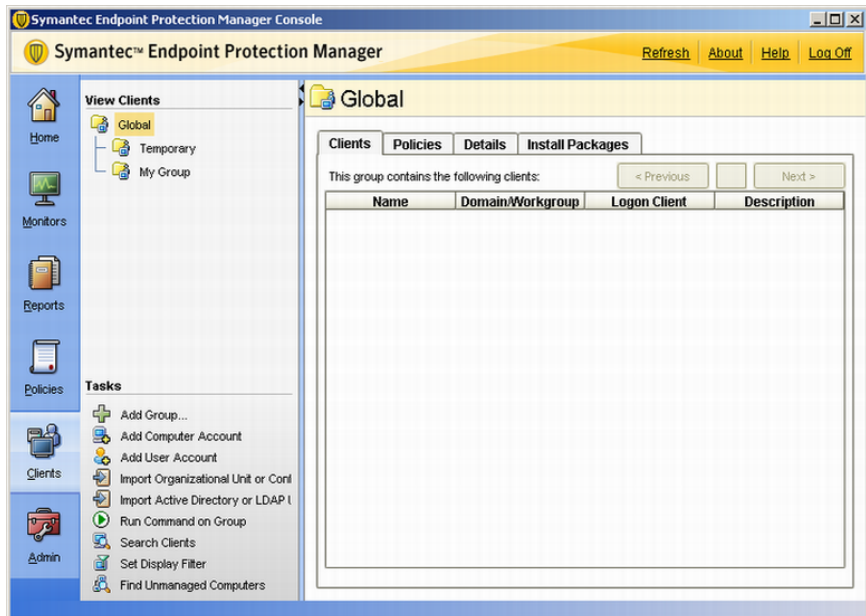 Symantec Endpoint Protection Manager Console
Symantec™ Endpoint Protection Manager
Refresh About Help Log Off
Home
Monitors
Reports
Policies
Clients
Admin
View Clients
Global
Temporary
My Group
Tasks
Add Group...
Add Computer Account
Add User Account
Import Organizational Unit or Cont
Import Active Directory or LDAP U
Run Command on Group
Search Clients
Set Display Filter
Find Unmanaged Computers
Global
Clients Policies Details Install Packages
This group contains the following clients: < Previous Next >
Name Domain/Workgroup Logon Client Description